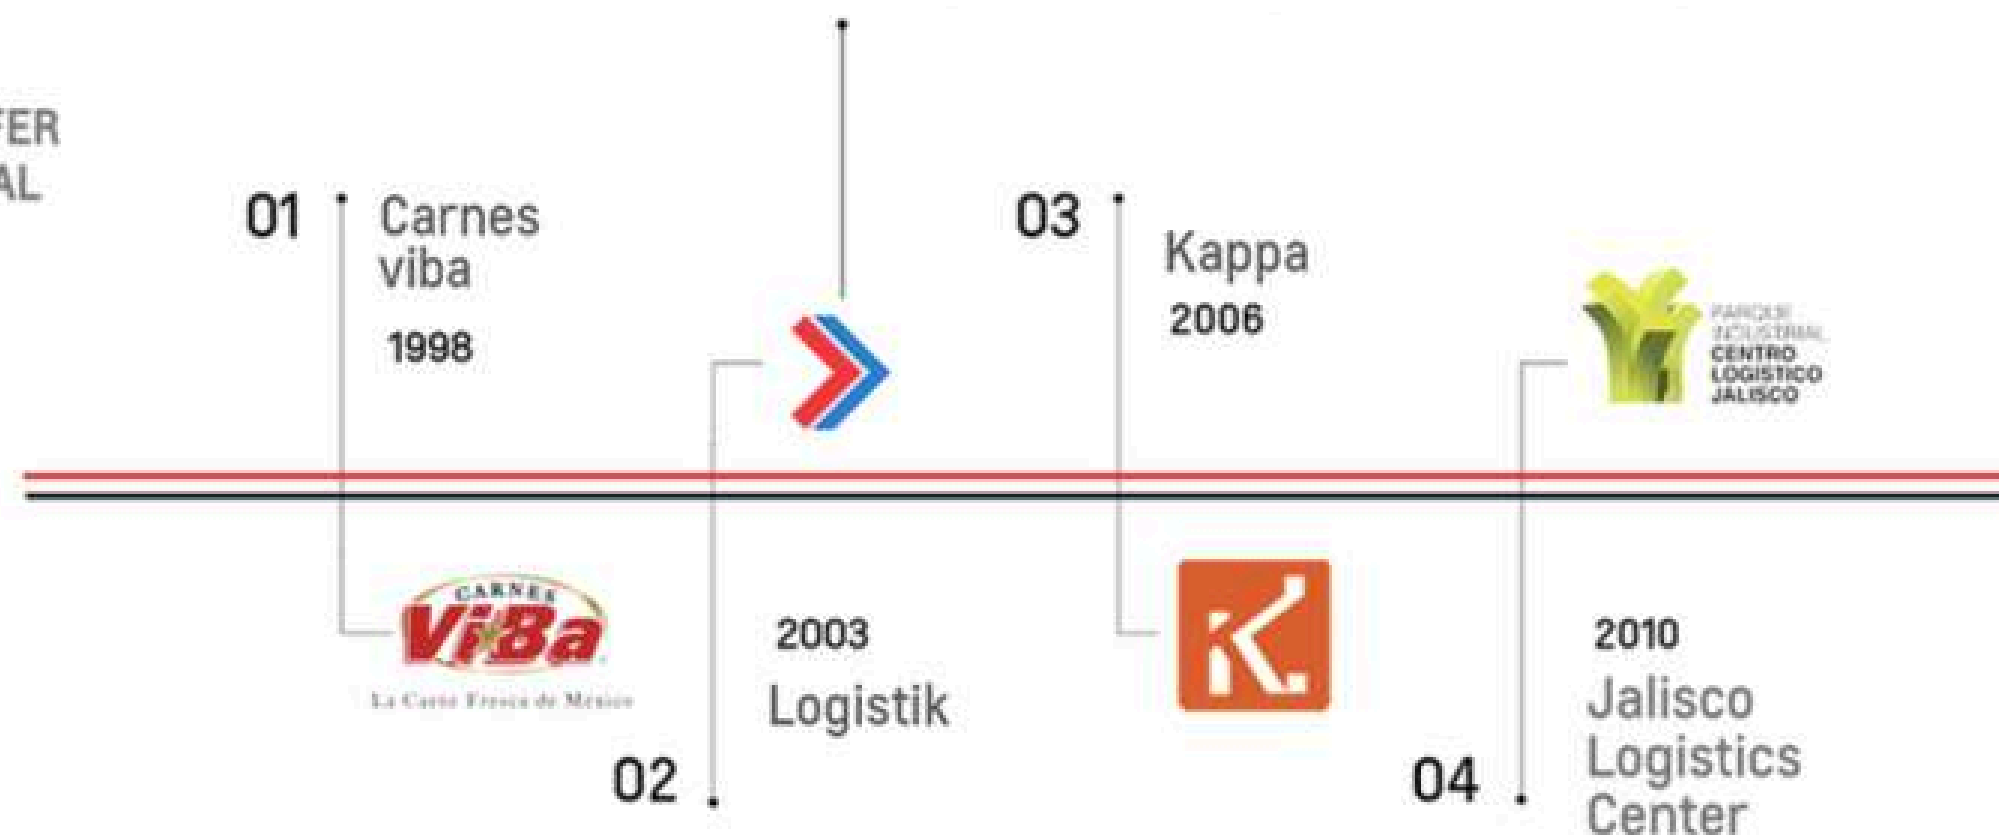 FER
AL
01
Carnes
viba
1998
CARNES
ViBa
La Carne Fresca de México
02
2003
Logistik
03
Kappa
2006
K
04
PARQUE
INDUSTRIAL
CENTRO
LOGISTICO
JALISCO
2010
Jalisco
Logistics
Center